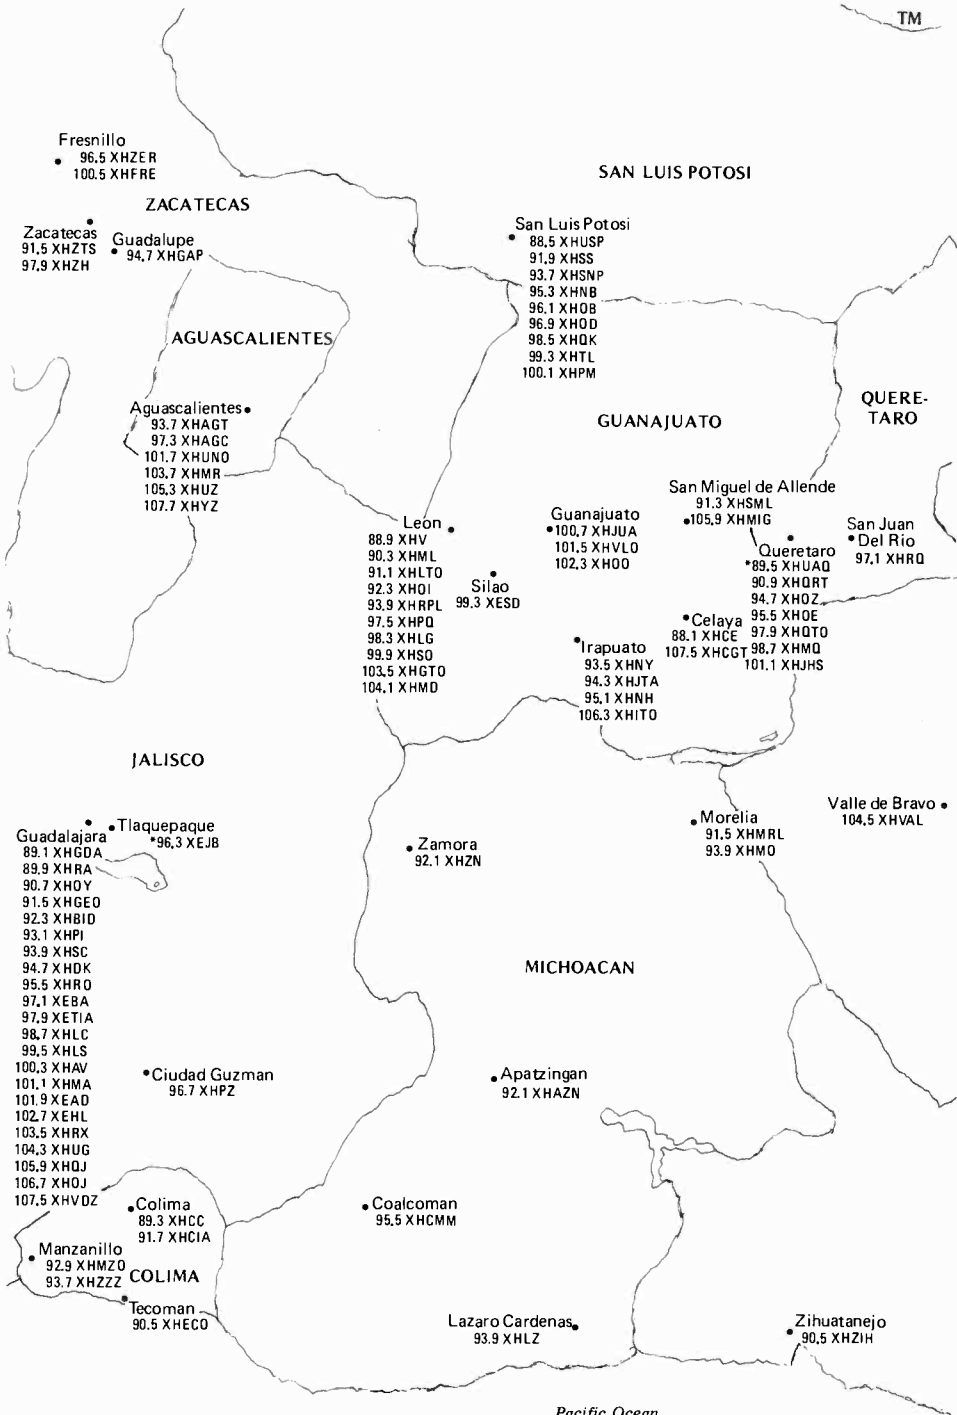 TM
Fresnillo
96.5 XHZER
100.5 XHFRE
SAN LUIS POTOSI
ZACATECAS
Zacatecas
91.5 XHZTS
97.9 XHZH
Guadalupe
94.7 XHGAP
San Luis Potosi
88.5 XHUSP
91.9 XHSS
93.7 XHSNP
95.3 XHNB
96.1 XHOB
96.9 XHOD
98.5 XHQK
99.3 XHTL
100.1 XHPM
AGUASCALIENTES
Aguascalientes
93.7 XHAGT
97.3 XHAGC
101.7 XHUNO
103.7 XHMR
105.3 XHUZ
107.7 XHYZ
GUANAJUATO
QUERE-
TARO
Leon
88.9 XHV
90.3 XHML
91.1 XHLTO
92.3 XHOI
93.9 XHRPL
97.5 XHPQ
98.3 XHLG
99.9 XHSO
103.5 XHGTO
104.1 XHMD
Silao
99.3 XESD
Guanajuato
100.7 XHJUA
101.5 XHVLO
102.3 XHOO
San Miguel de Allende
91.3 XHSML
105.9 XHMIG
San Juan
Del Rio
97.1 XHRQ
Queretaro
*89.5 XHUAQ
90.9 XHQRT
94.7 XHOZ
95.5 XHOE
97.9 XHQTO
98.7 XHMQ
101.1 XHJHS
Celaya
88.1 XHCE
107.5 XHCGT
Irapuato
93.5 XHNY
94.3 XHJTA
95.1 XHNH
106.3 XHITO
JALISCO
Guadalajara
89.1 XHGDA
89.9 XHRA
90.7 XHOY
91.5 XHGEO
92.3 XHBID
93.1 XHPI
93.9 XHSC
94.7 XHDK
95.5 XHRO
97.1 XEBA
97.9 XETIA
98.7 XHLC
99.5 XHLS
100.3 XHAV
101.1 XHMA
101.9 XEAD
102.7 XEHL
103.5 XHRX
104.3 XHUG
105.9 XHQJ
106.7 XHOJ
107.5 XHVDZ
Tlaquepaque
*96.3 XEJB
Zamora
92.1 XHZN
Morelia
91.5 XHMRL
93.9 XHMO
Valle de Bravo
104.5 XHVAL
MICHOACAN
Ciudad Guzman
96.7 XHPZ
Apatzingan
92.1 XHAZN
Colima
89.3 XHCC
91.7 XHCIA
Coalcoman
95.5 XHCMM
Manzanillo
92.9 XHMZO
93.7 XHZZZ
COLIMA
Tecoman
90.5 XHECO
Lazaro Cardenas
93.9 XHLZ
Zihuatanejo
90.5 XHZIH
Pacific Ocean